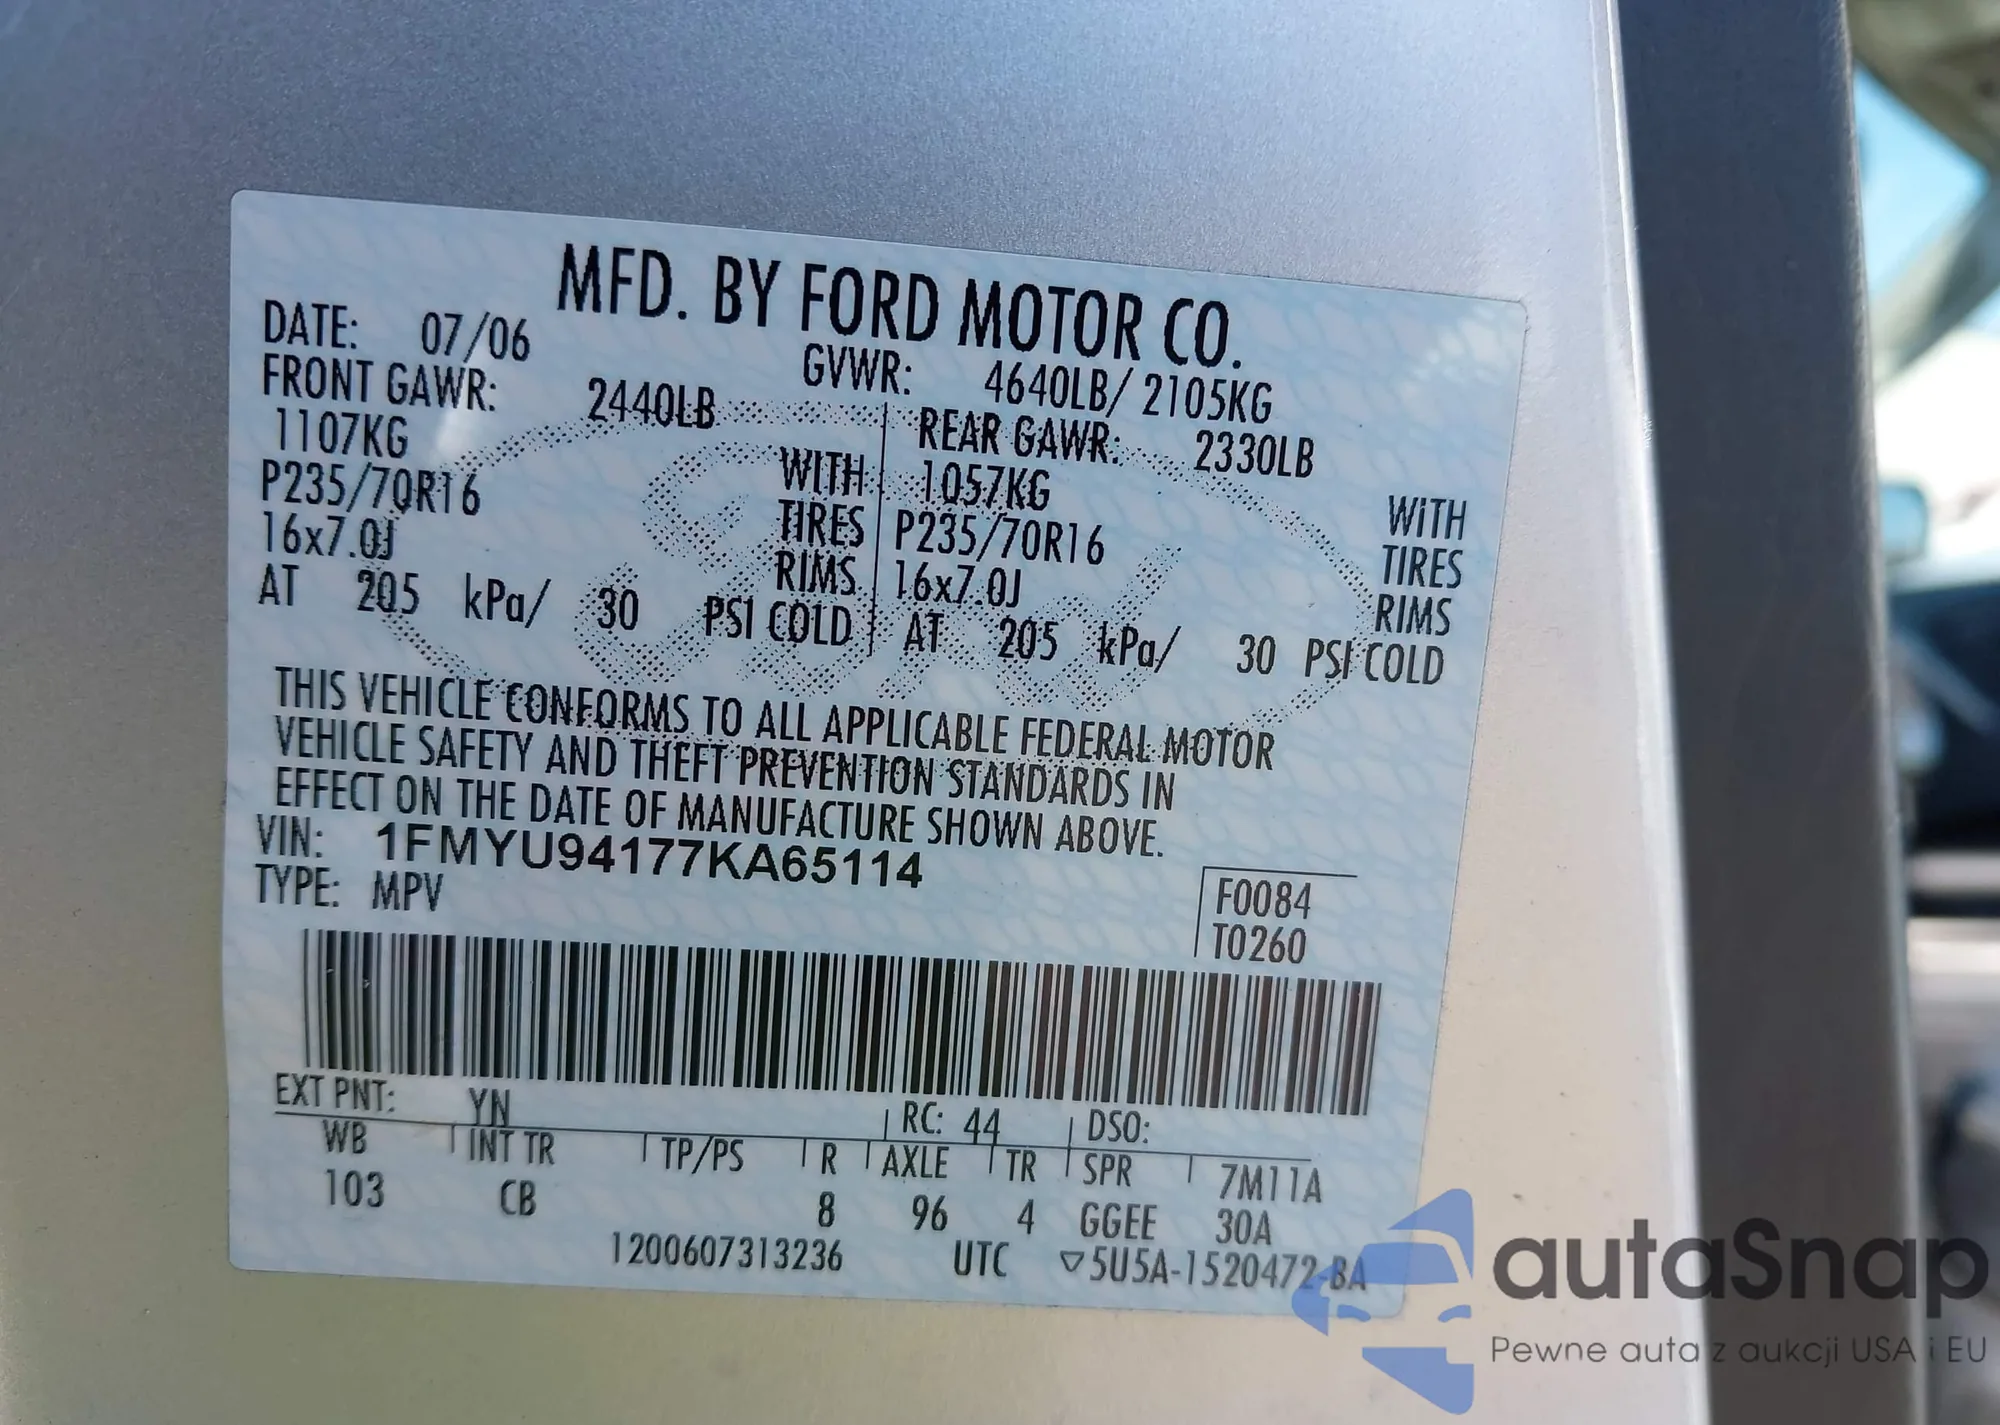 MFD. BY FORD MOTOR CO.
DATE: 07/06 GVWR: 4640LB/ 2105KG
FRONT GAWR: 2440LB REAR GAWR: 2330LB
1107KG WITH 1057KG WITH
P235/70R16 TIRES P235/70R16 TIRES
16x7.0J RIMS 16x7.0J RIMS
AT 205 kPa/ 30 PSI COLD AT 205 kPa/ 30 PSI COLD
THIS VEHICLE CONFORMS TO ALL APPLICABLE FEDERAL MOTOR
VEHICLE SAFETY AND THEFT PREVENTION STANDARDS IN
EFFECT ON THE DATE OF MANUFACTURE SHOWN ABOVE.
VIN: 1FMYU94177KA65114
TYPE: MPV
F0084
T0260
EXT PNT: YN RC: 44 DSO:
WB INT TR TP/PS R AXLE TR SPR 7M11A
103 CB 8 96 4 GGEE 30A
1200607313236 UTC ▽5U5A-1520472-BA
autaSnap
Pewne auta z aukcji USA i EU